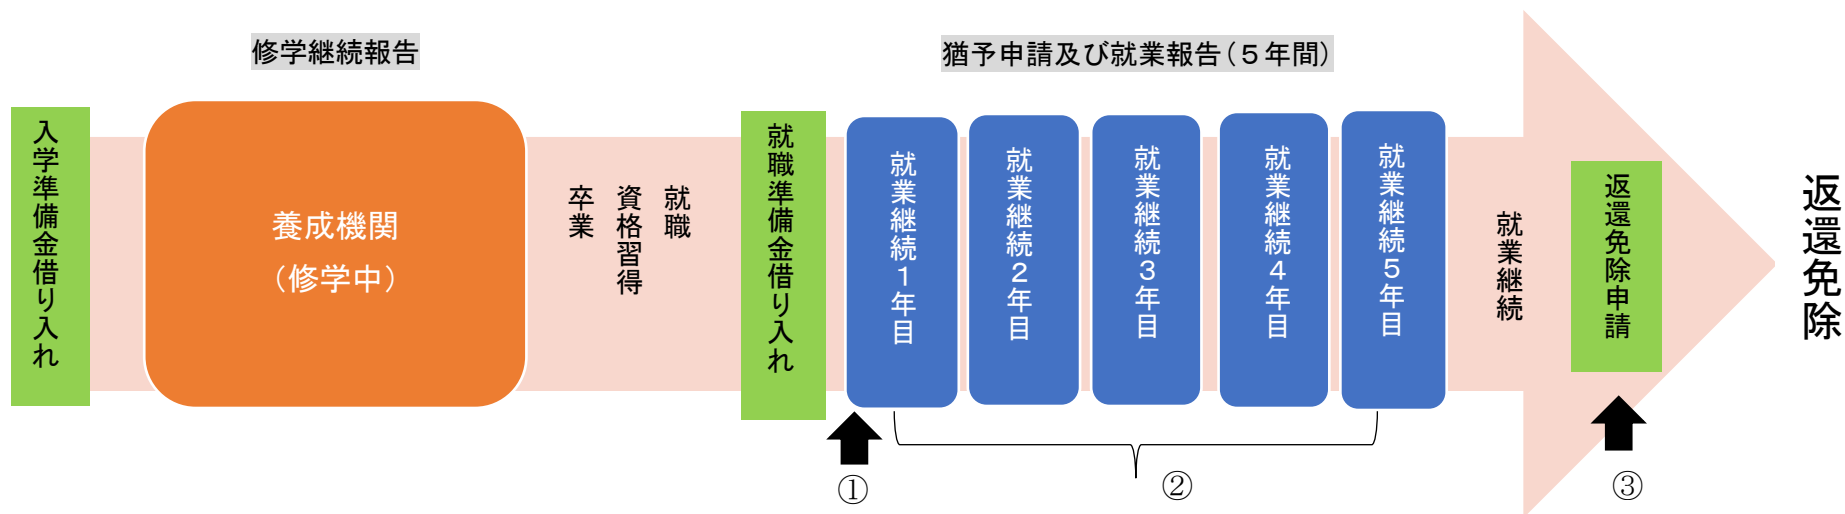 修学継続報告
猶予申請及び就業報告（５年間）
入学準備金借り入れ
養成機関
（修学中）
卒業
資格習得
就職
就職準備金借り入れ
就業継続１年目
就業継続２年目
就業継続３年目
就業継続４年目
就業継続５年目
就業継続
返還免除申請
返還免除
①
②
③